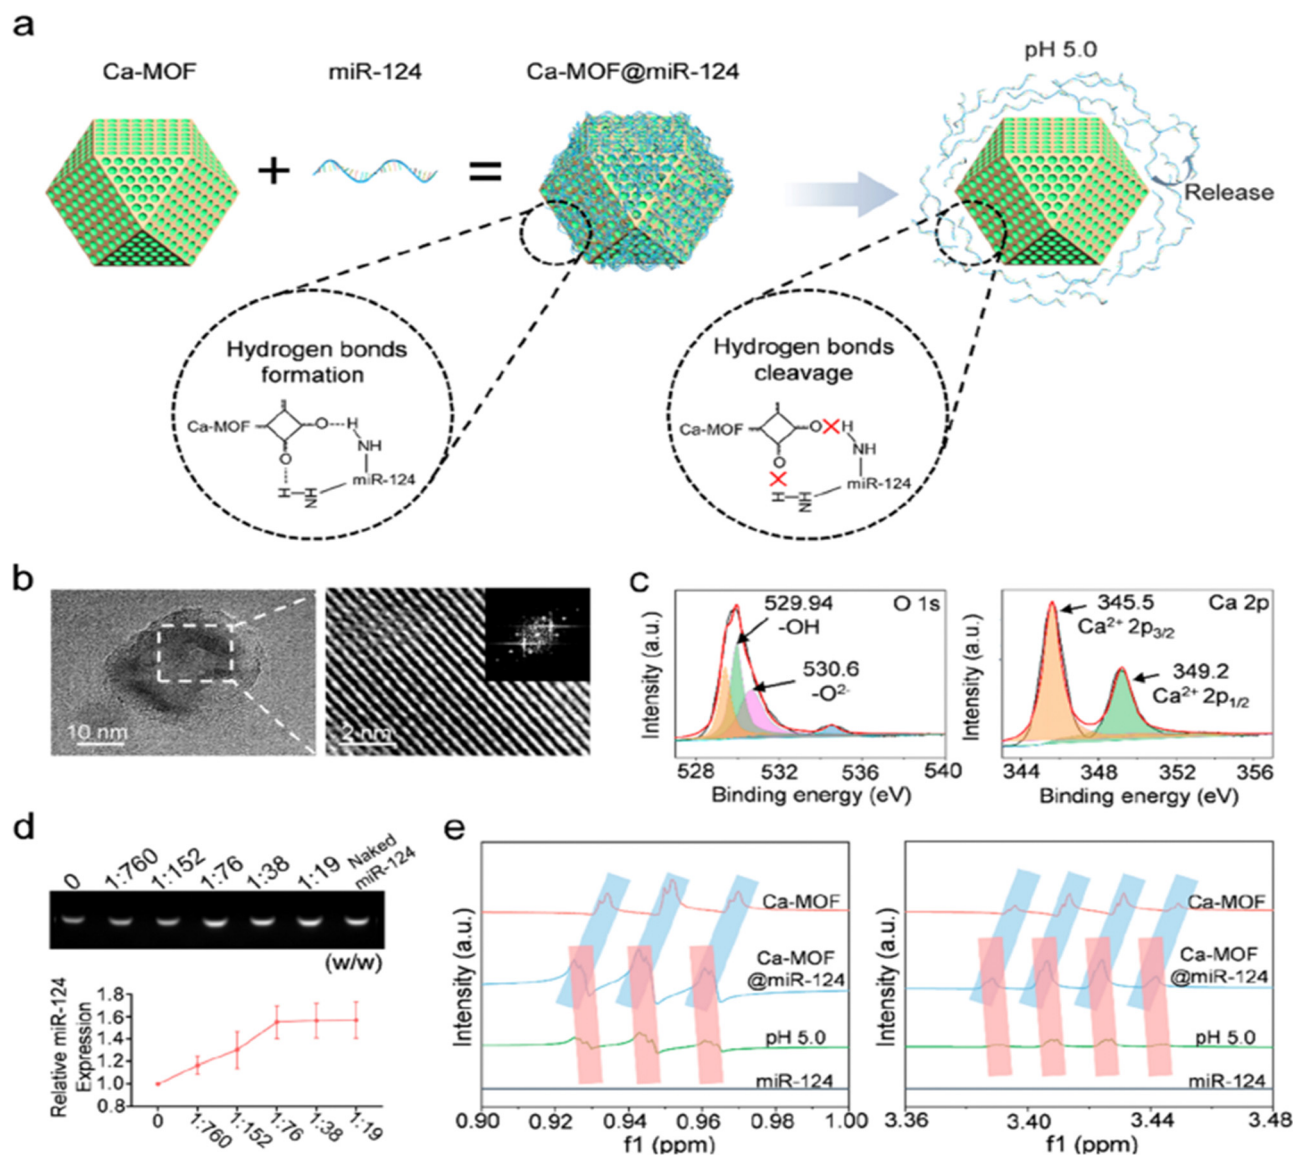 a
Ca-MOF
miR-124
Ca-MOF@miR-124
pH 5.0
+
=
Release
Hydrogen bonds
formation
Ca-MOF
O
H
NH
O
miR-124
H
N
H
Hydrogen bonds
cleavage
Ca-MOF
O
H
NH
O
miR-124
H
N
H
b
10 nm
2 nm
c
Intensity (a.u.)
O 1s
529.94
-OH
530.6
-O²⁻
528
532
536
540
Binding energy (eV)
Intensity (a.u.)
Ca 2p
345.5
Ca²⁺ 2p₃/₂
349.2
Ca²⁺ 2p₁/₂
344
348
352
356
Binding energy (eV)
d
0
1:760
1:152
1:76
1:38
1:19
Naked
miR-124
(w/w)
Relative miR-124
Expression
1.8
1.6
1.4
1.2
1.0
0.8
0
1:760
1:152
1:76
1:38
1:19
e
Intensity (a.u.)
Ca-MOF
Ca-MOF
@miR-124
pH 5.0
miR-124
0.90
0.92
0.94
0.96
0.98
1.00
f1 (ppm)
Intensity (a.u.)
Ca-MOF
Ca-MOF
@miR-124
pH 5.0
miR-124
3.36
3.40
3.44
3.48
f1 (ppm)